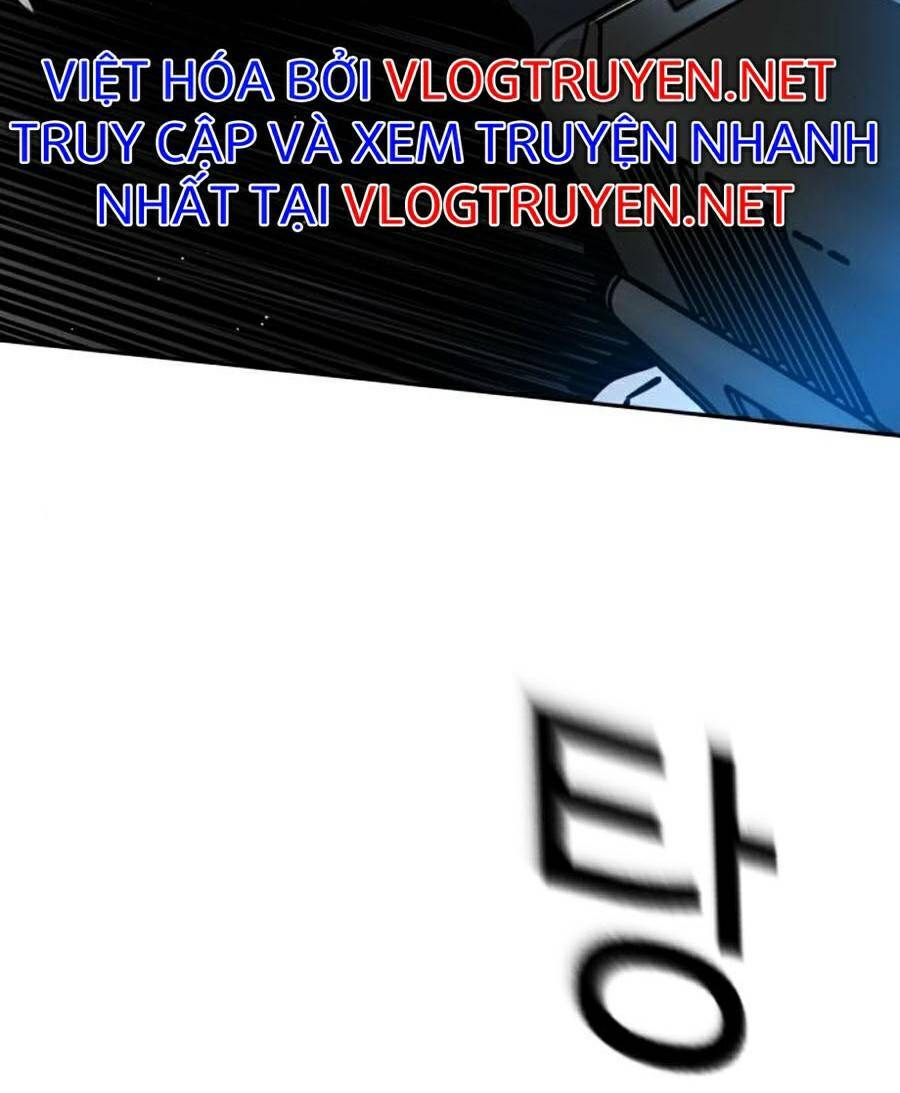 VIỆT HÓA BỞI VLOGTRUYEN.NET
TRUY CẬP VÀ XEM TRUYỆN NHANH
NHẤT TẠI VLOGTRUYEN.NET
탕